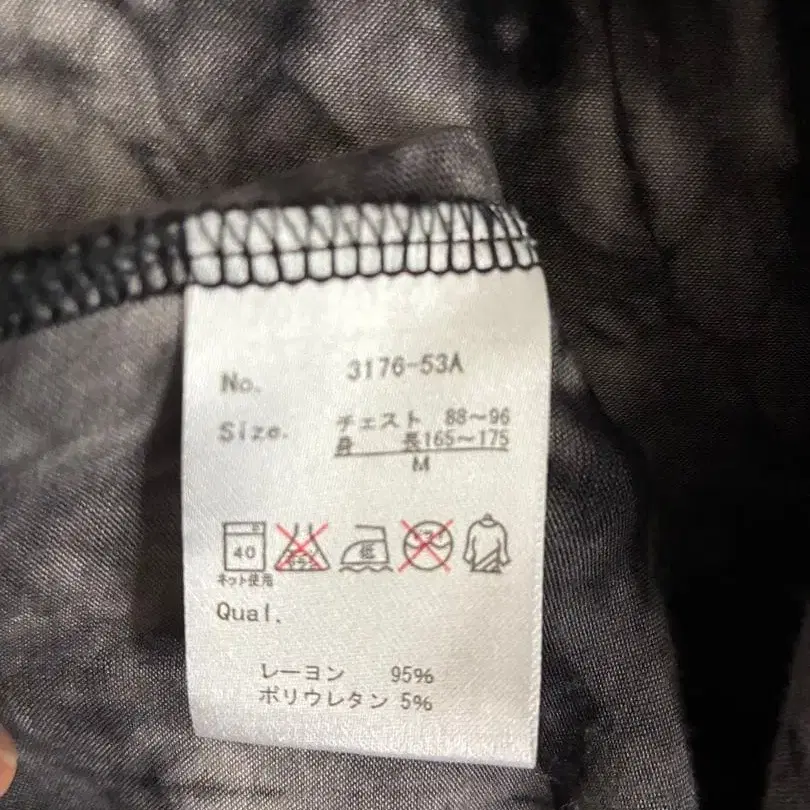 No. 3176-53A
Size. チェスト 88～96
身 長165～175
M
40 低
ネット使用
Qual.
レーヨン 95%
ポリウレタン 5%